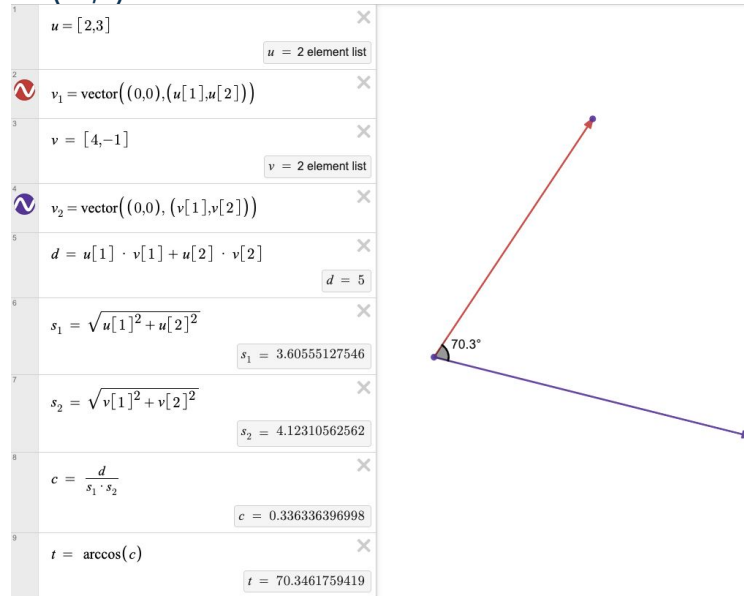 1
u = [2,3]
u = 2 element list
2
v₁ = vector((0,0),(u[1],u[2]))
3
v = [4,−1]
v = 2 element list
4
v₂ = vector((0,0), (v[1],v[2]))
5
d = u[1] · v[1] + u[2] · v[2]
d = 5
6
s₁ = √(u[1]² + u[2]²)
s₁ = 3.60555127546
7
s₂ = √(v[1]² + v[2]²)
s₂ = 4.12310562562
8
c = d / (s₁ · s₂)
c = 0.336336396998
9
t = arccos(c)
t = 70.3461759419
70.3°